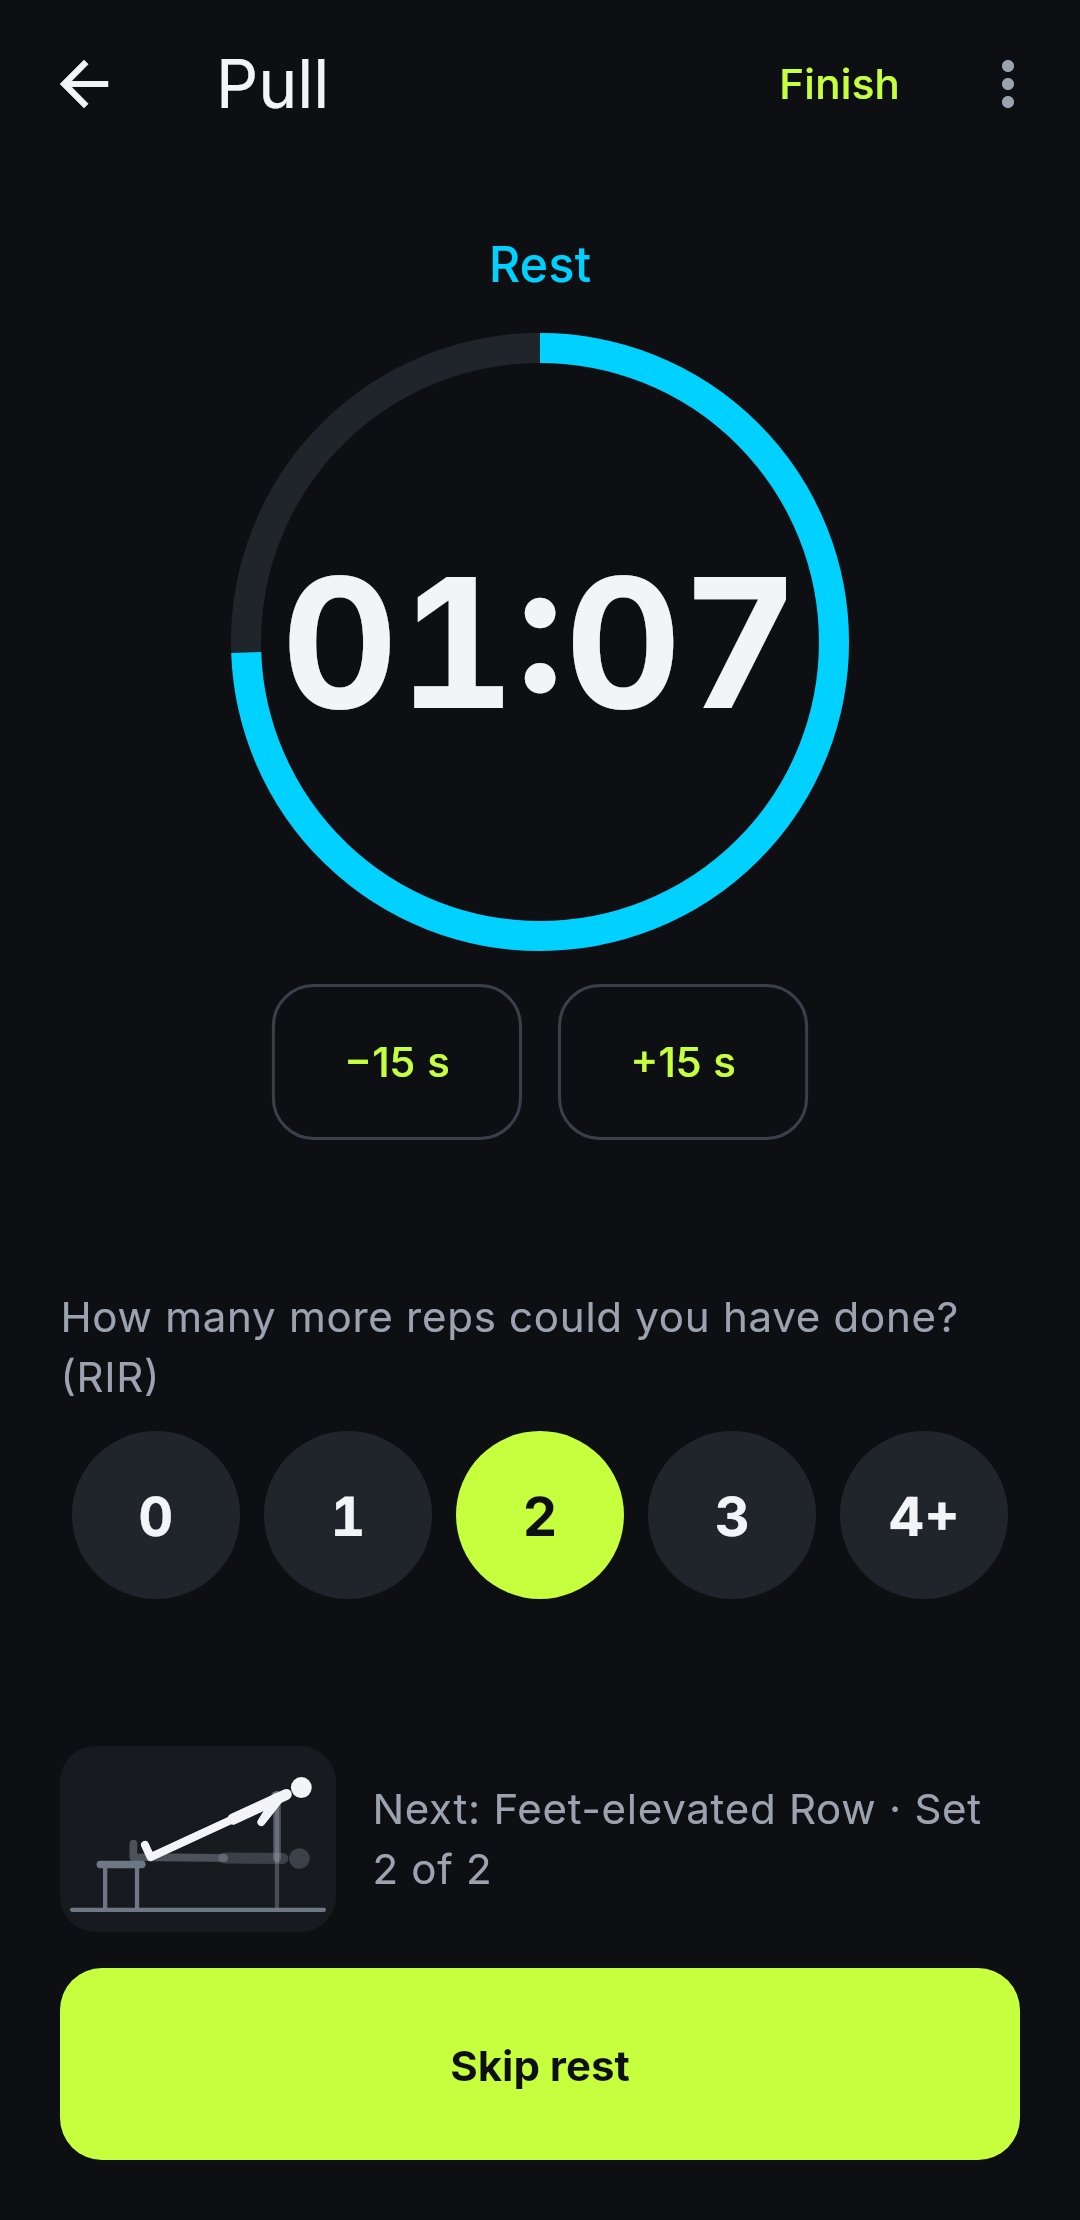 Pull
Finish
Rest
01:07
−15 s
+15 s
How many more reps could you have done?
(RIR)
0
1
2
3
4+
Next: Feet-elevated Row · Set
2 of 2
Skip rest